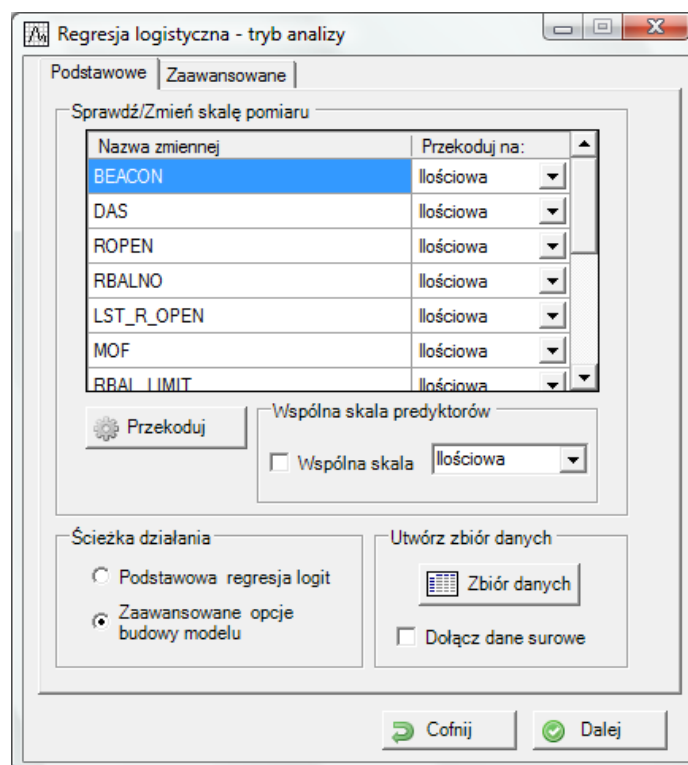 Regresja logistyczna - tryb analizy
Podstawowe Zaawansowane
Sprawdź/Zmień skalę pomiaru
Nazwa zmiennej Przekoduj na:
BEACON Ilościowa
DAS Ilościowa
ROPEN Ilościowa
RBALNO Ilościowa
LST_R_OPEN Ilościowa
MOF Ilościowa
RBAL_LIMIT Ilościowa
Przekoduj
Wspólna skala predyktorów
Wspólna skala Ilościowa
Ścieżka działania
Podstawowa regresja logit
Zaawansowane opcje
budowy modelu
Utwórz zbiór danych
Zbiór danych
Dołącz dane surowe
Cofnij Dalej